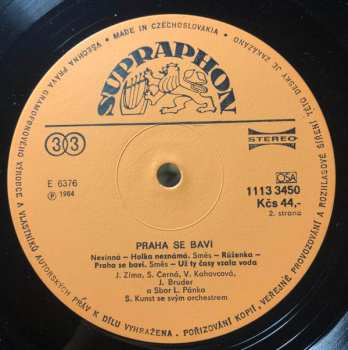 VŠECHNA PRÁVA GRAMOFONOVÉHO VÝROBCE A VLASTNÍKŮ AUTORSKÝCH PRÁV K DÍLU VYHRAŽENA. POŘIZOVÁNÍ KOPIÍ, VEŘEJNÉ PROVOZOVÁNÍ A ROZHLASOVÉ ŠÍŘENÍ TÉTO DESKY JE ZAKÁZÁNO
MADE IN CZECHOSLOVAKIA
SUPRAPHON
33
STEREO
E 6376
℗ 1984
OSA
1113 3450
Kčs 44,-
2. strana
PRAHA SE BAVÍ
Nevinná – Holka neznámá. Směs – Růženka –
Praha se baví. Směs – Už ty časy vzala voda
J. Zíma, S. Černá, V. Kahovcová,
J. Bruder
a Sbor L. Pánka
S. Kunst se svým orchestrem